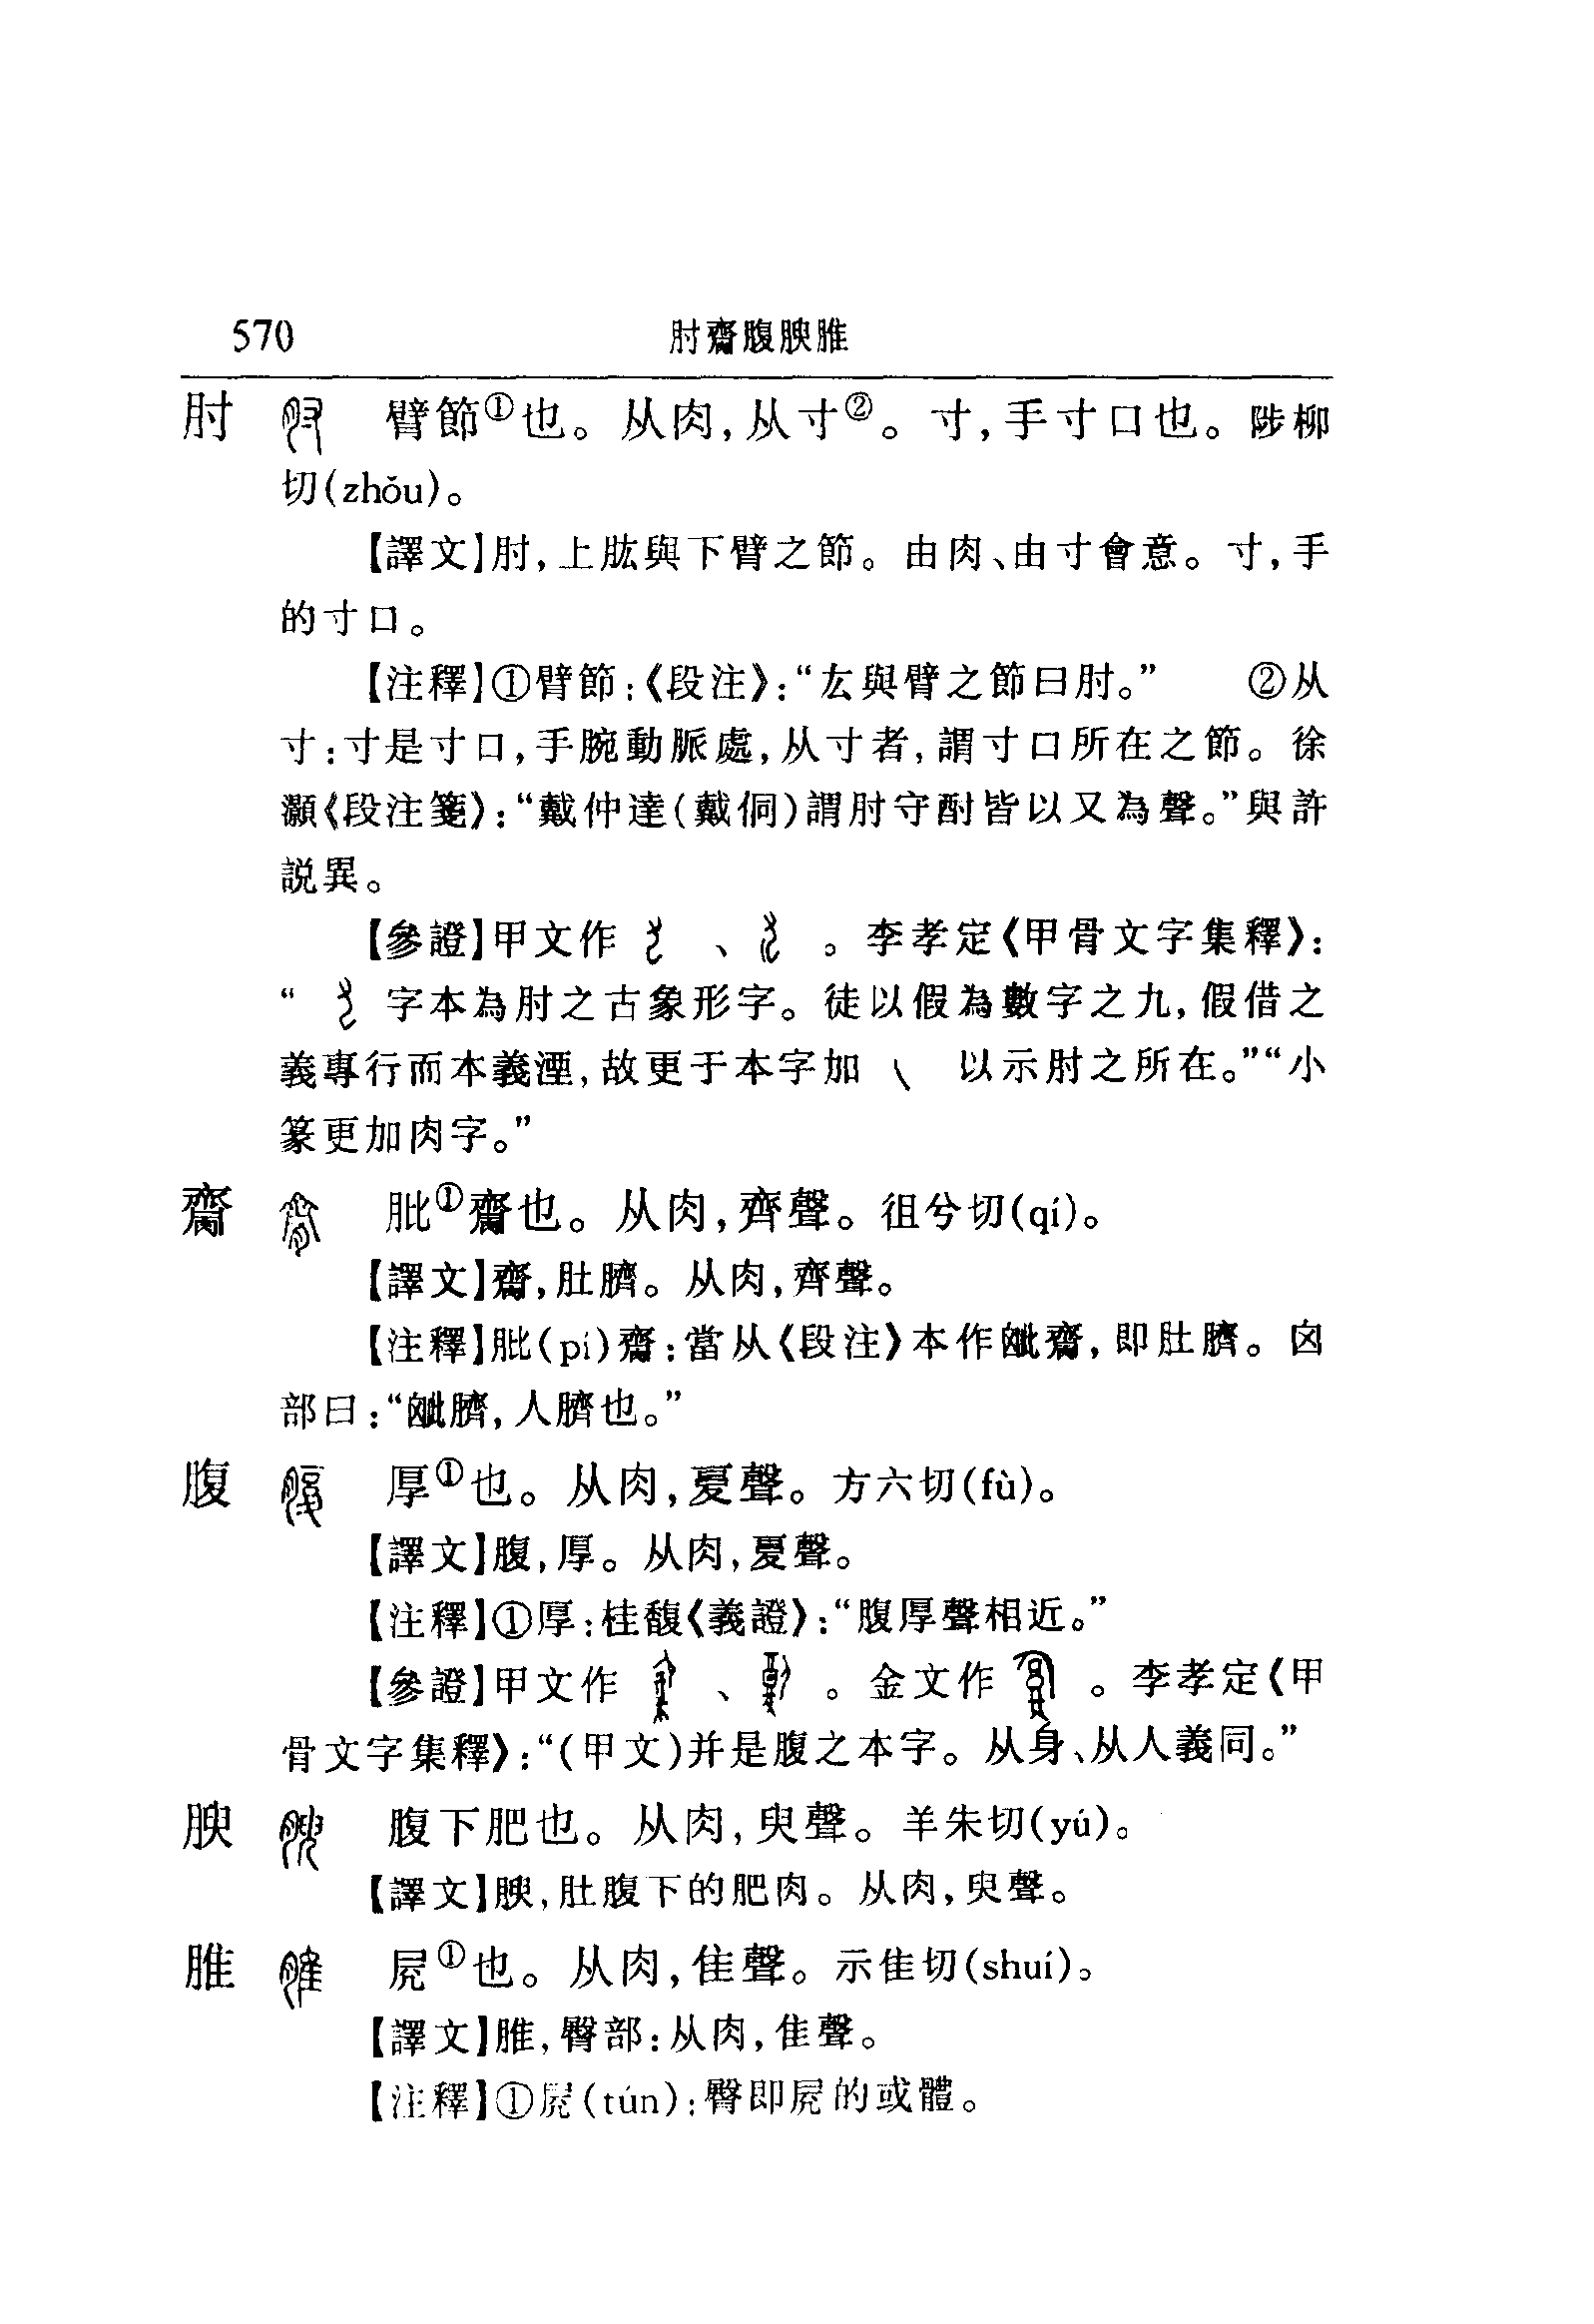 570 肘𪗆腹腴脽
肘 臂節①也。从肉,从寸②。寸,手寸口也。陟柳
切(zhǒu)。
【譯文】肘,上肱與下臂之節。由肉、由寸會意。寸,手
的寸口。
【注釋】①臂節:《段注》:“厷與臂之節曰肘。” ②从
寸:寸是寸口,手腕動脈處,从寸者,謂寸口所在之節。徐
灝《段注箋》:“戴仲達(戴侗)謂肘守酎皆以又為聲。”與許
説異。
【參證】甲文作 、 。李孝定《甲骨文字集釋》:
“ 字本為肘之古象形字。徒以假為數字之九,假借之
義專行而本義湮,故更于本字加 以示肘之所在。”“小
篆更加肉字。”
𪗆 肶①𪗆也。从肉,齊聲。徂兮切(qí)。
【譯文】𪗆,肚臍。从肉,齊聲。
【注釋】肶(pí)𪗆:當从《段注》本作𣬈𪗆,即肚臍。囟
部曰:“𣬈臍,人臍也。”
腹 厚①也。从肉,复聲。方六切(fù)。
【譯文】腹,厚。从肉,复聲。
【注釋】①厚:桂馥《義證》:“腹厚聲相近。”
【參證】甲文作 、 。金文作 。李孝定《甲
骨文字集釋》:“(甲文)并是腹之本字。从身、从人義同。”
腴 腹下肥也。从肉,臾聲。羊朱切(yú)。
【譯文】腴,肚腹下的肥肉。从肉,臾聲。
脽 㞘①也。从肉,隹聲。示隹切(shuí)。
【譯文】脽,臀部:从肉,隹聲。
【注釋】①㞘(tún):臀即㞘的或體。